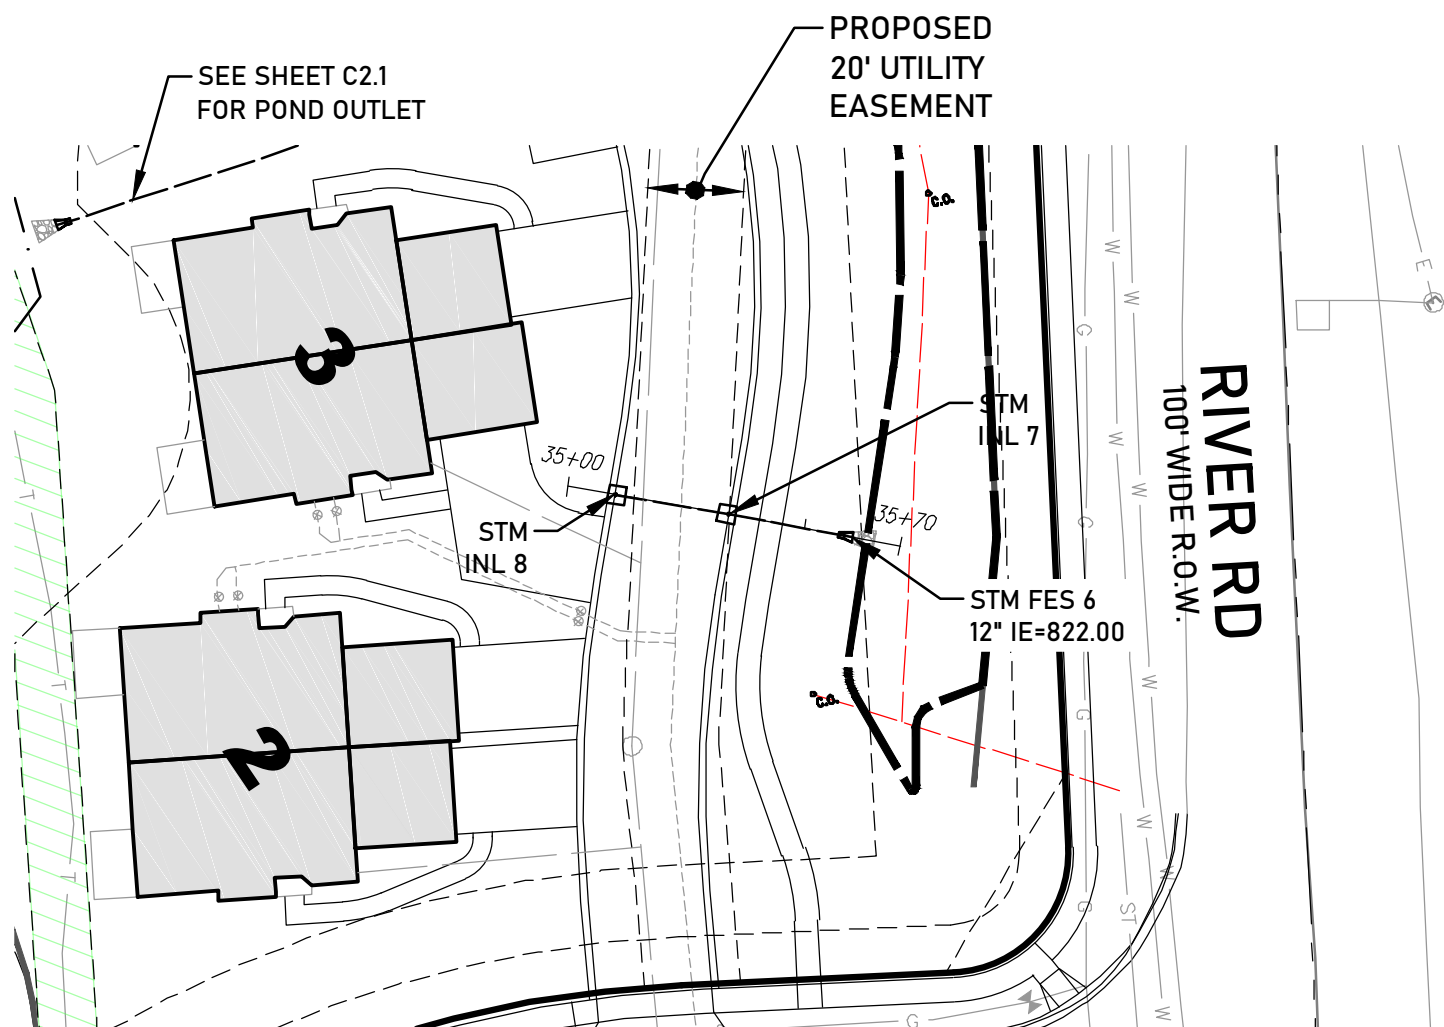 PROPOSED
20' UTILITY
EASEMENT
SEE SHEET C2.1
FOR POND OUTLET
C.O.
E
W
W
G
3
RIVER RD
100' WIDE R.O.W.
STM
INL 7
35+00
W
T
W
35+70
G
STM
INL 8
STM FES 6
12" IE=822.00
W
T
W
C.O.
G
2
W
T
W
G
ST
W
G